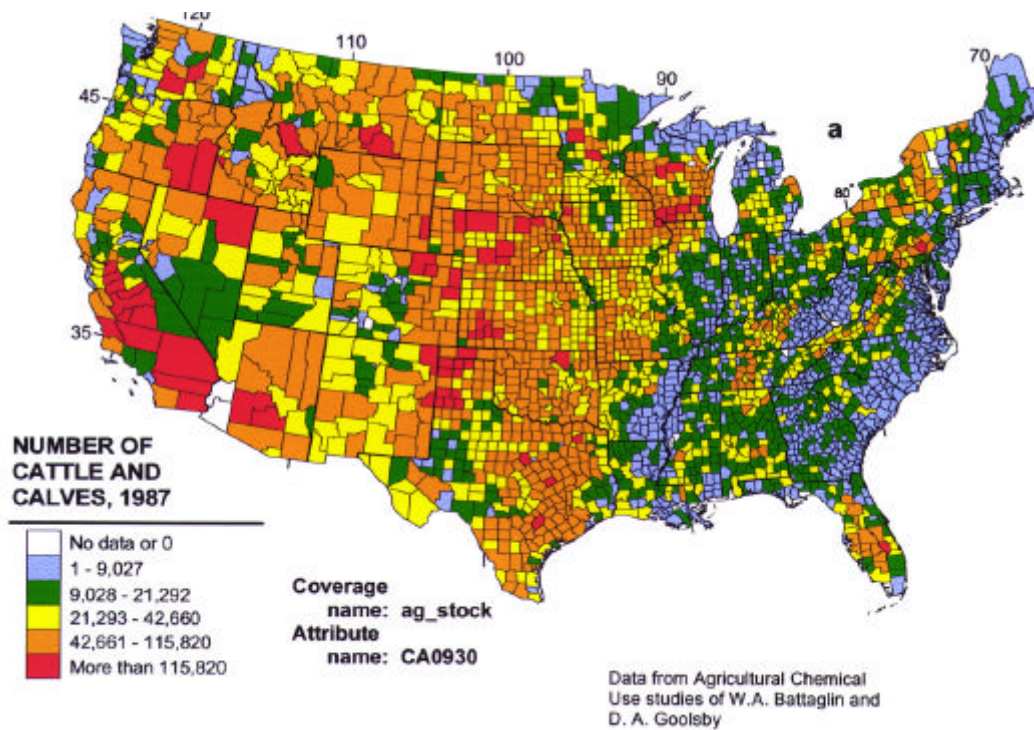 120
110
100
90
70
45
a
80°
35
NUMBER OF
CATTLE AND
CALVES, 1987
No data or 0
1 - 9,027
9,028 - 21,292
21,293 - 42,660
42,661 - 115,820
More than 115,820
Coverage
name: ag_stock
Attribute
name: CA0930
Data from Agricultural Chemical
Use studies of W.A. Battaglin and
D. A. Goolsby